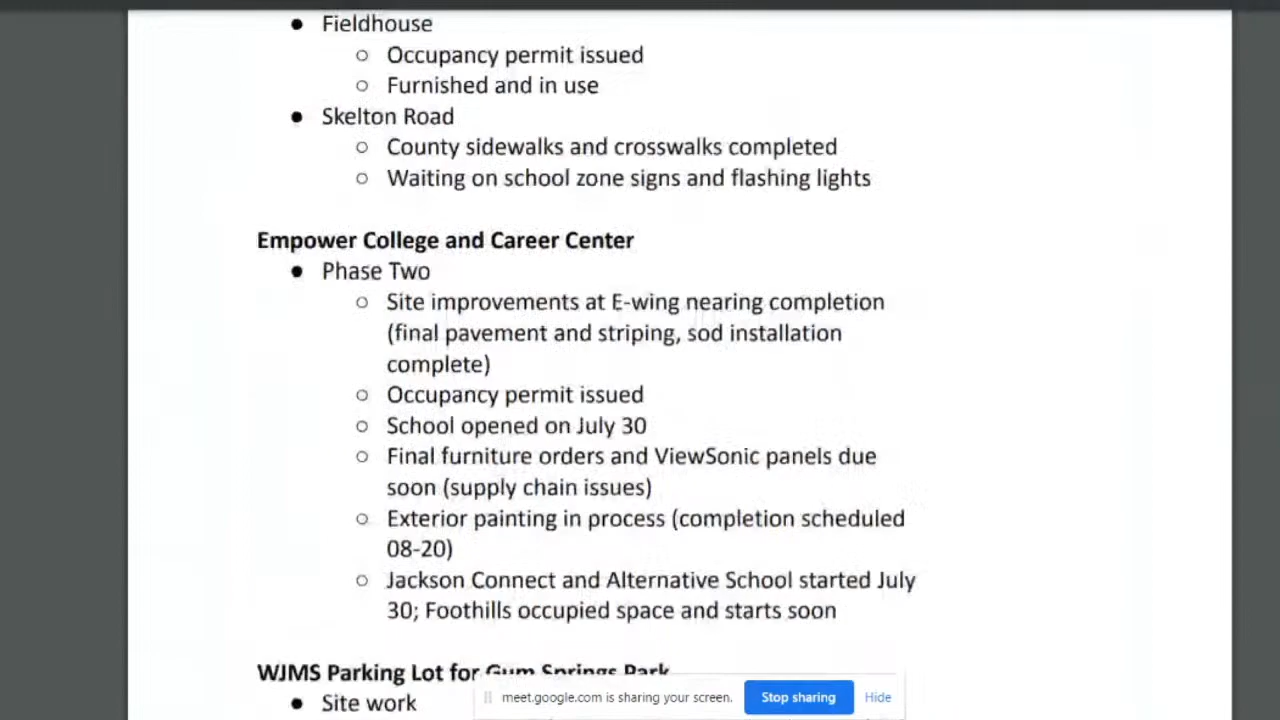 ● Fieldhouse
○ Occupancy permit issued
○ Furnished and in use
● Skelton Road
○ County sidewalks and crosswalks completed
○ Waiting on school zone signs and flashing lights
Empower College and Career Center
● Phase Two
○ Site improvements at E-wing nearing completion
(final pavement and striping, sod installation
complete)
○ Occupancy permit issued
○ School opened on July 30
○ Final furniture orders and ViewSonic panels due
soon (supply chain issues)
○ Exterior painting in process (completion scheduled
08-20)
○ Jackson Connect and Alternative School started July
30; Foothills occupied space and starts soon
WJMS Parking Lot for Gum Springs Park
● Site work
meet.google.com is sharing your screen. Stop sharing Hide